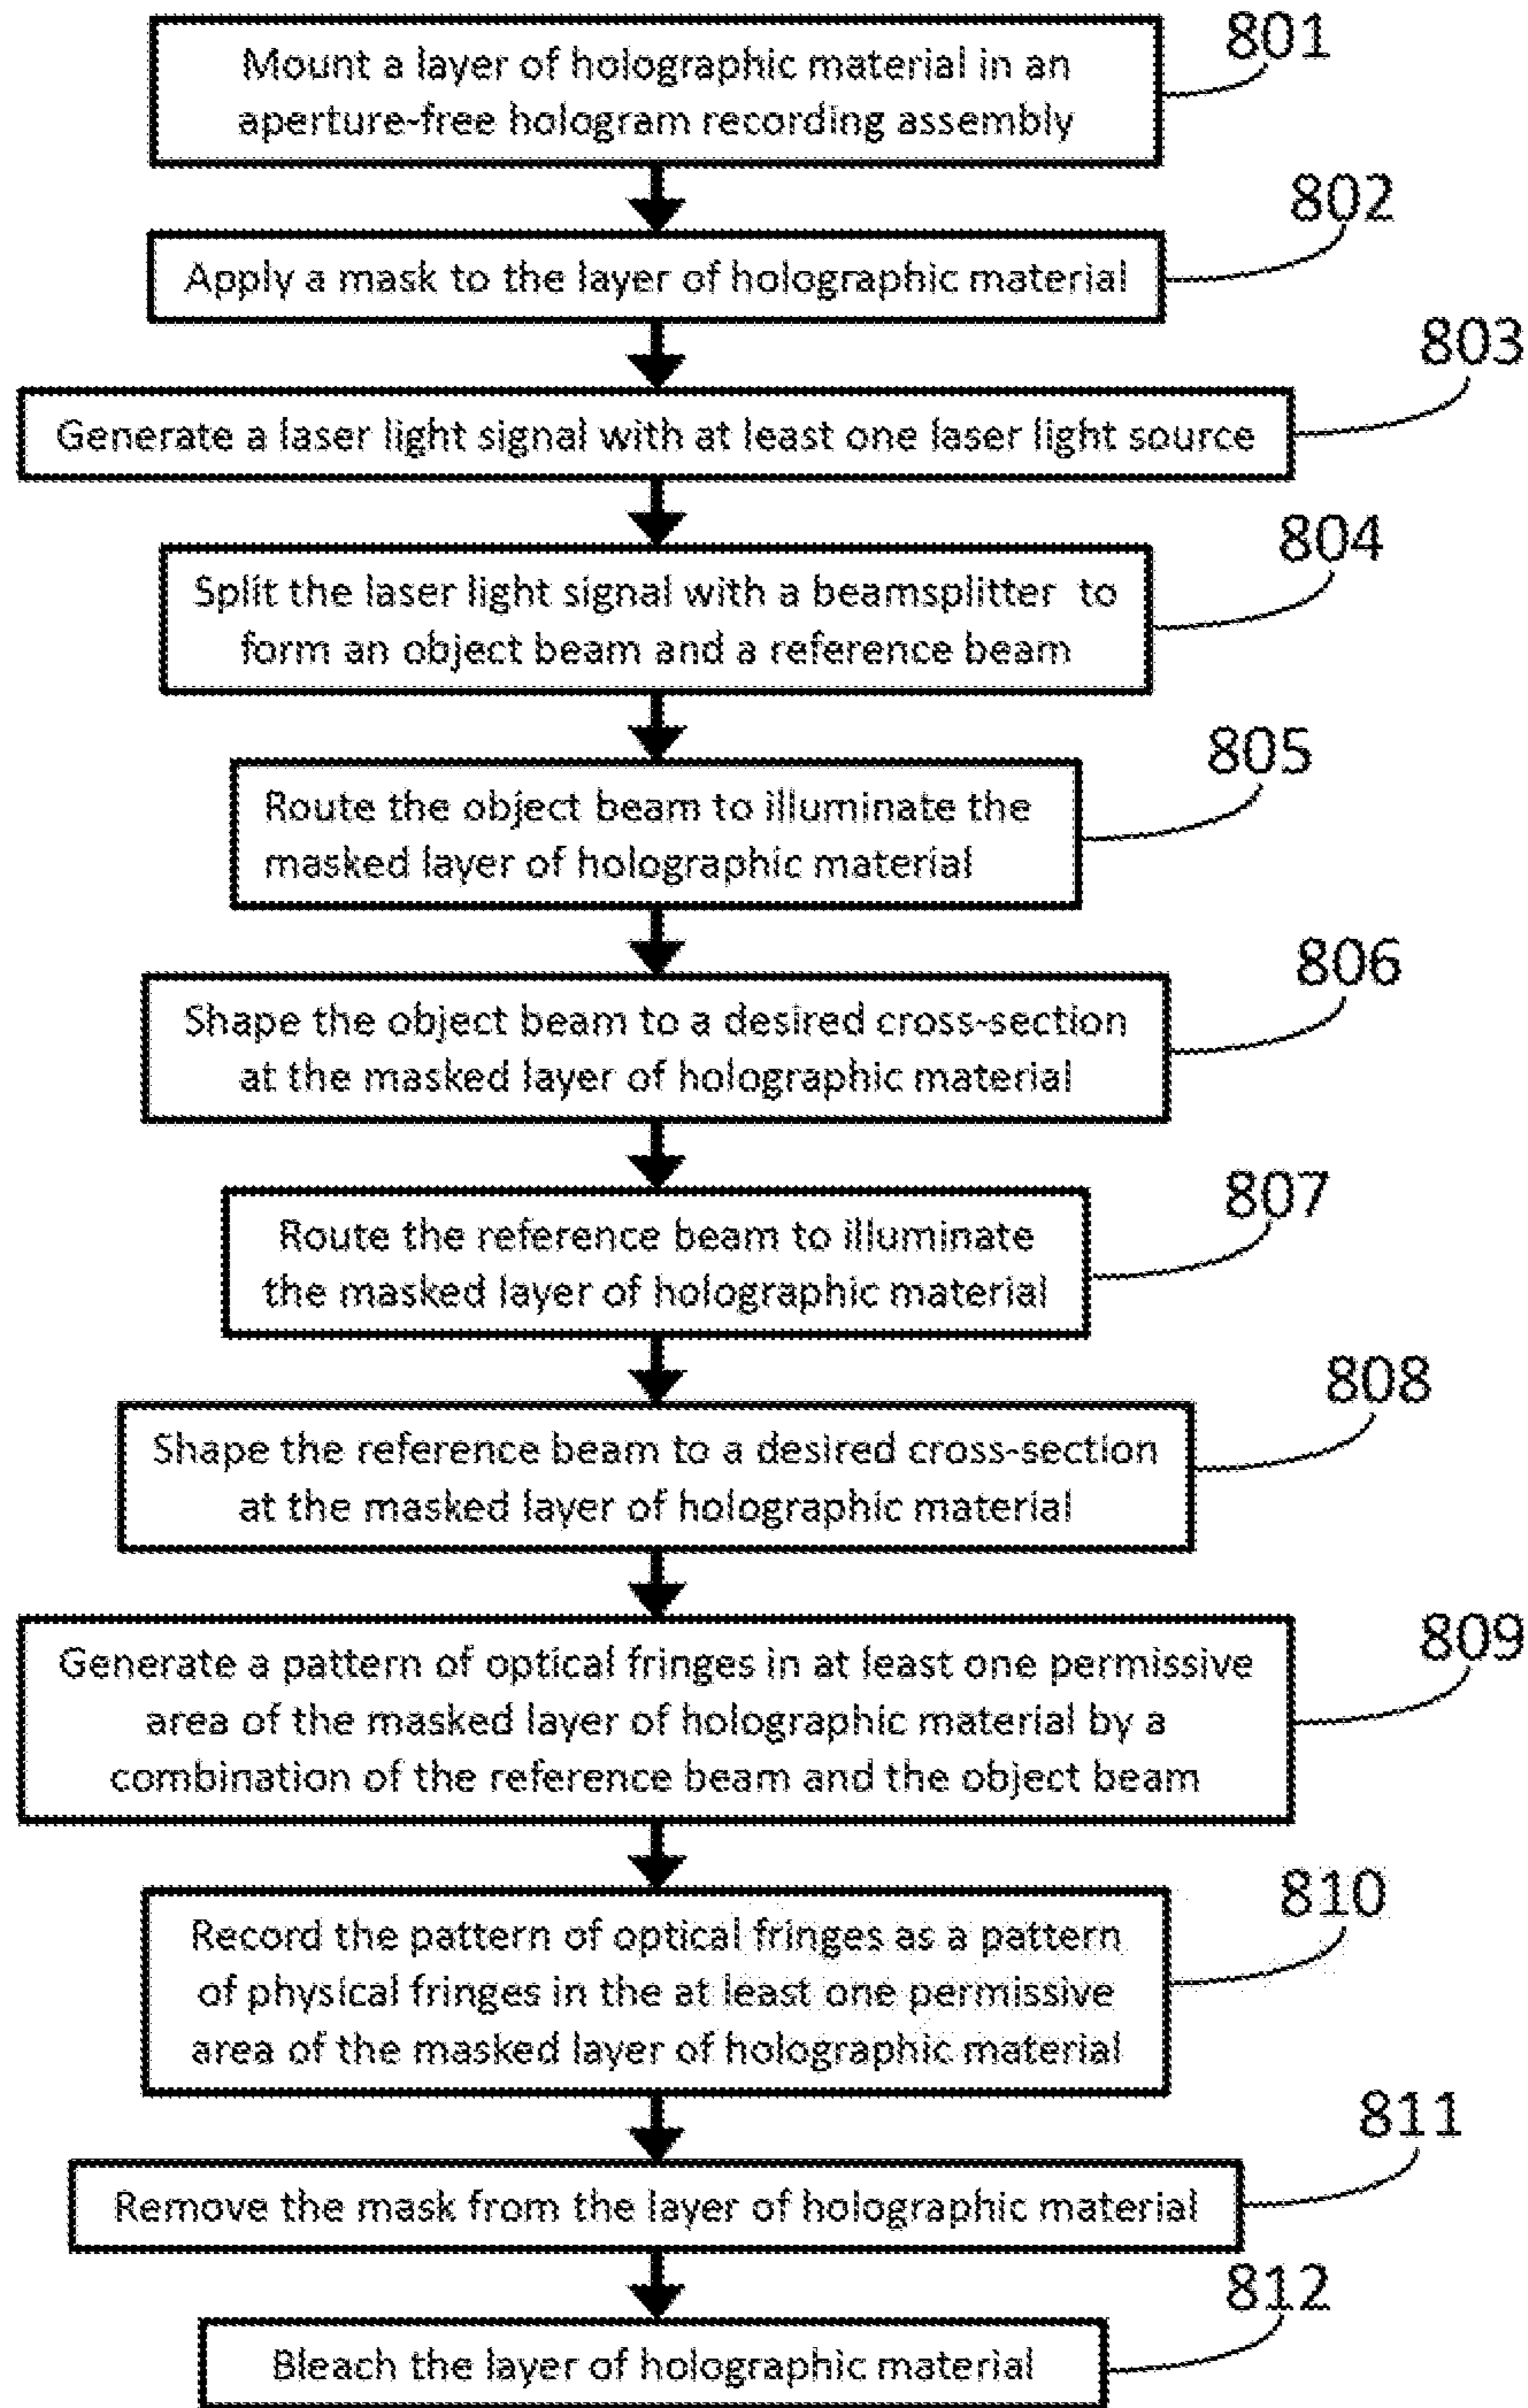 801
Mount a layer of holographic material in an
aperture-free hologram recording assembly
802
Apply a mask to the layer of holographic material
803
Generate a laser light signal with at least one laser light source
804
Split the laser light signal with a beamsplitter to
form an object beam and a reference beam
805
Route the object beam to illuminate the
masked layer of holographic material
806
Shape the object beam to a desired cross-section
at the masked layer of holographic material
807
Route the reference beam to illuminate
the masked layer of holographic material
808
Shape the reference beam to a desired cross-section
at the masked layer of holographic material
809
Generate a pattern of optical fringes in at least one permissive
area of the masked layer of holographic material by a
combination of the reference beam and the object beam
810
Record the pattern of optical fringes as a pattern
of physical fringes in the at least one permissive
area of the masked layer of holographic material
811
Remove the mask from the layer of holographic material
812
Bleach the layer of holographic material